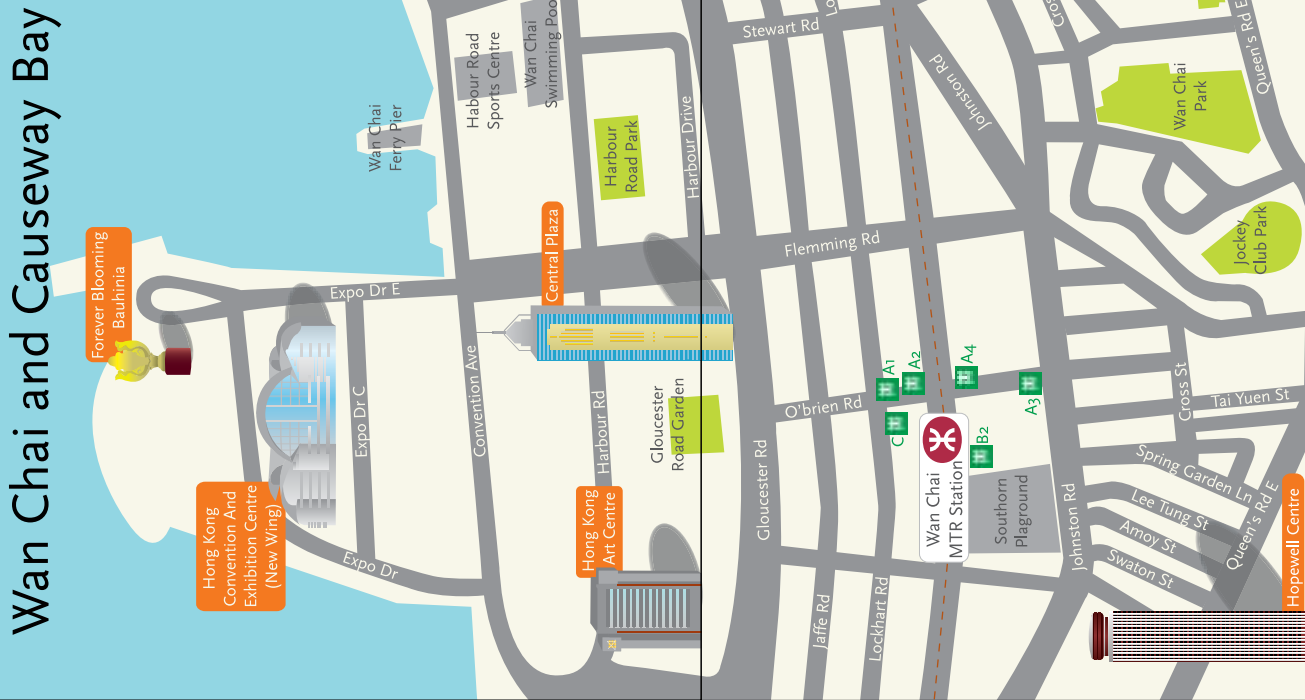 Wan Chai and Causeway Bay
Forever Blooming
Bauhinia
Hong Kong
Convention And
Exhibition Centre
(New Wing)
Expo Dr E
Expo Dr C
Expo Dr
Wan Chai
Ferry Pier
Habour Road
Sports Centre
Wan Chai
Swimming Poo
Convention Ave
Central Plaza
Harbour
Road Park
Harbour Drive
Harbour Rd
Hong Kong
Art Centre
Gloucester
Road Garden
Gloucester Rd
Stewart Rd
Lo
Flemming Rd
O'brien Rd
Jaffe Rd
Lockhart Rd
Johnston Rd
A1
A2
A4
A3
C
B2
Wan Chai
MTR Station
Southorn
Plaground
Johnston Rd
Cros
Queen's Rd E
Wan Chai
Park
Jockey
Club Park
Cross St
Tai Yuen St
Spring Garden Ln
Lee Tung St
Amoy St
Swaton St
Queen's Rd E
Hopewell Centre